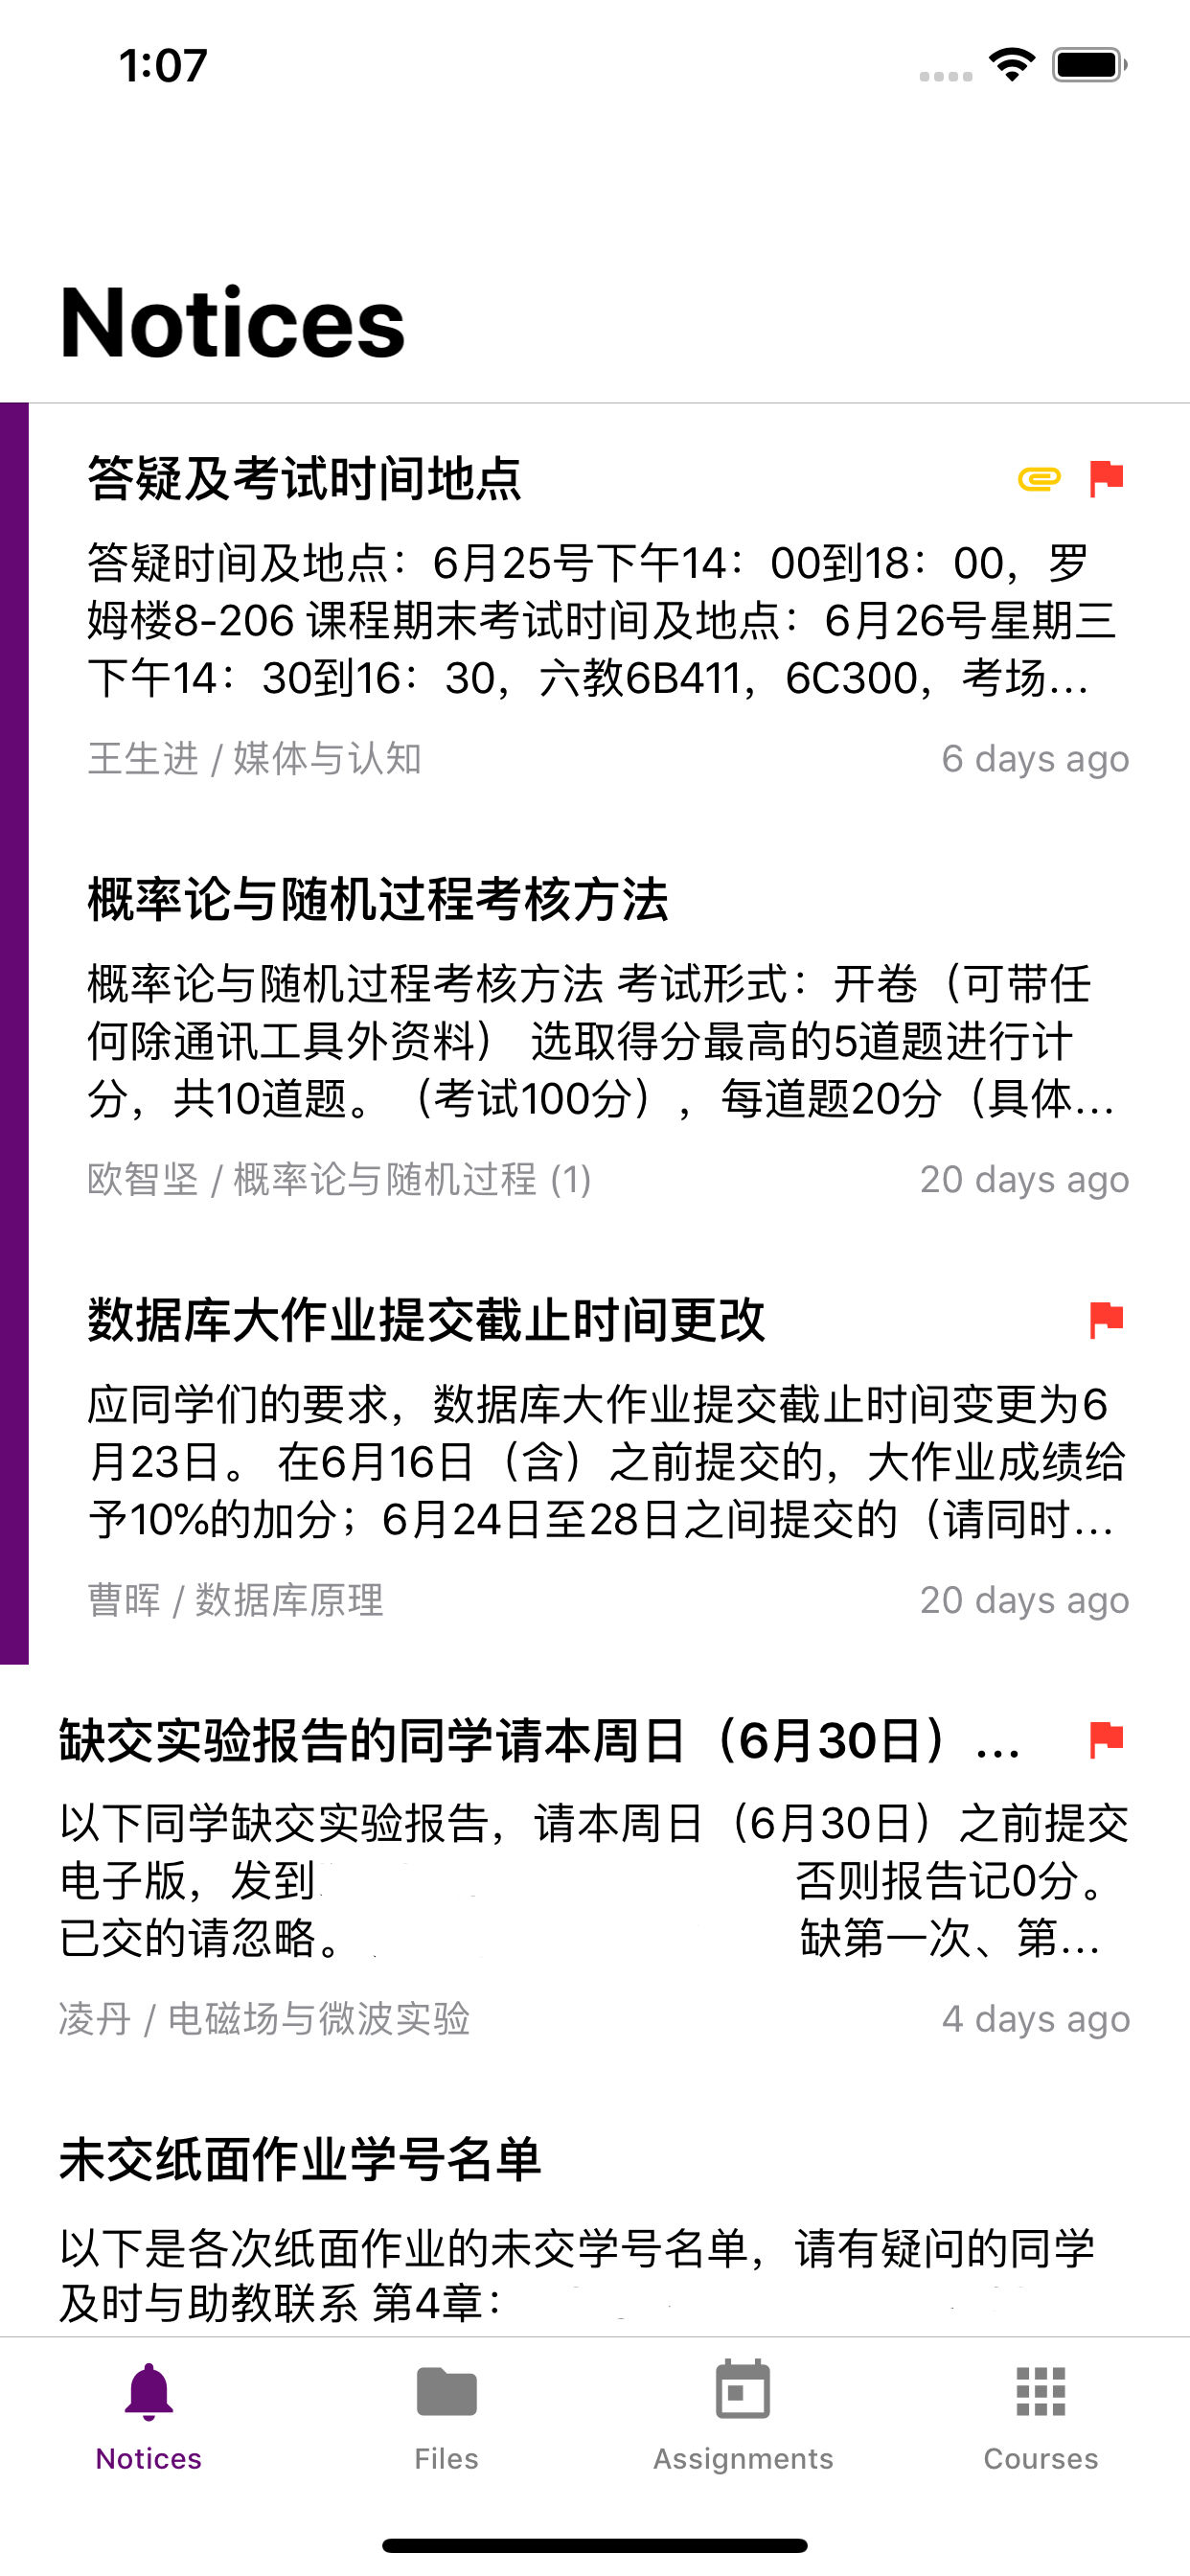 1:07
Notices
答疑及考试时间地点
答疑时间及地点：6月25号下午14：00到18：00，罗
姆楼8-206 课程期末考试时间及地点：6月26号星期三
下午14：30到16：30，六教6B411，6C300，考场...
王生进 / 媒体与认知
6 days ago
概率论与随机过程考核方法
概率论与随机过程考核方法 考试形式：开卷（可带任
何除通讯工具外资料） 选取得分最高的5道题进行计
分，共10道题。（考试100分），每道题20分（具体...
欧智坚 / 概率论与随机过程 (1)
20 days ago
数据库大作业提交截止时间更改
应同学们的要求，数据库大作业提交截止时间变更为6
月23日。 在6月16日（含）之前提交的，大作业成绩给
予10%的加分；6月24日至28日之间提交的（请同时...
曹晖 / 数据库原理
20 days ago
缺交实验报告的同学请本周日（6月30日）...
以下同学缺交实验报告，请本周日（6月30日）之前提交
电子版，发到 否则报告记0分。
已交的请忽略。 缺第一次、第...
凌丹 / 电磁场与微波实验
4 days ago
未交纸面作业学号名单
以下是各次纸面作业的未交学号名单，请有疑问的同学
及时与助教联系 第4章：
Notices
Files
Assignments
Courses